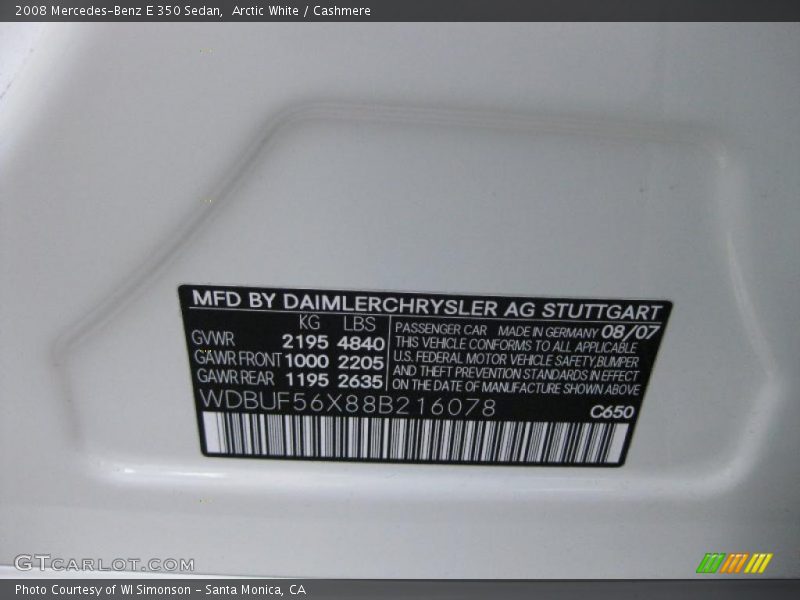 2008 Mercedes-Benz E 350 Sedan,  Arctic White / Cashmere
MFD BY DAIMLERCHRYSLER AG STUTTGART
KG LBS
GVWR 2195 4840
GAWR FRONT 1000 2205
GAWR REAR 1195 2635
PASSENGER CAR MADE IN GERMANY 08/07
THIS VEHICLE CONFORMS TO ALL APPLICABLE
U.S. FEDERAL MOTOR VEHICLE SAFETY, BUMPER
AND THEFT PREVENTION STANDARDS IN EFFECT
ON THE DATE OF MANUFACTURE SHOWN ABOVE
WDBUF56X88B216078
C650
GTCARLOT.COM
Photo Courtesy of WI Simonson - Santa Monica, CA